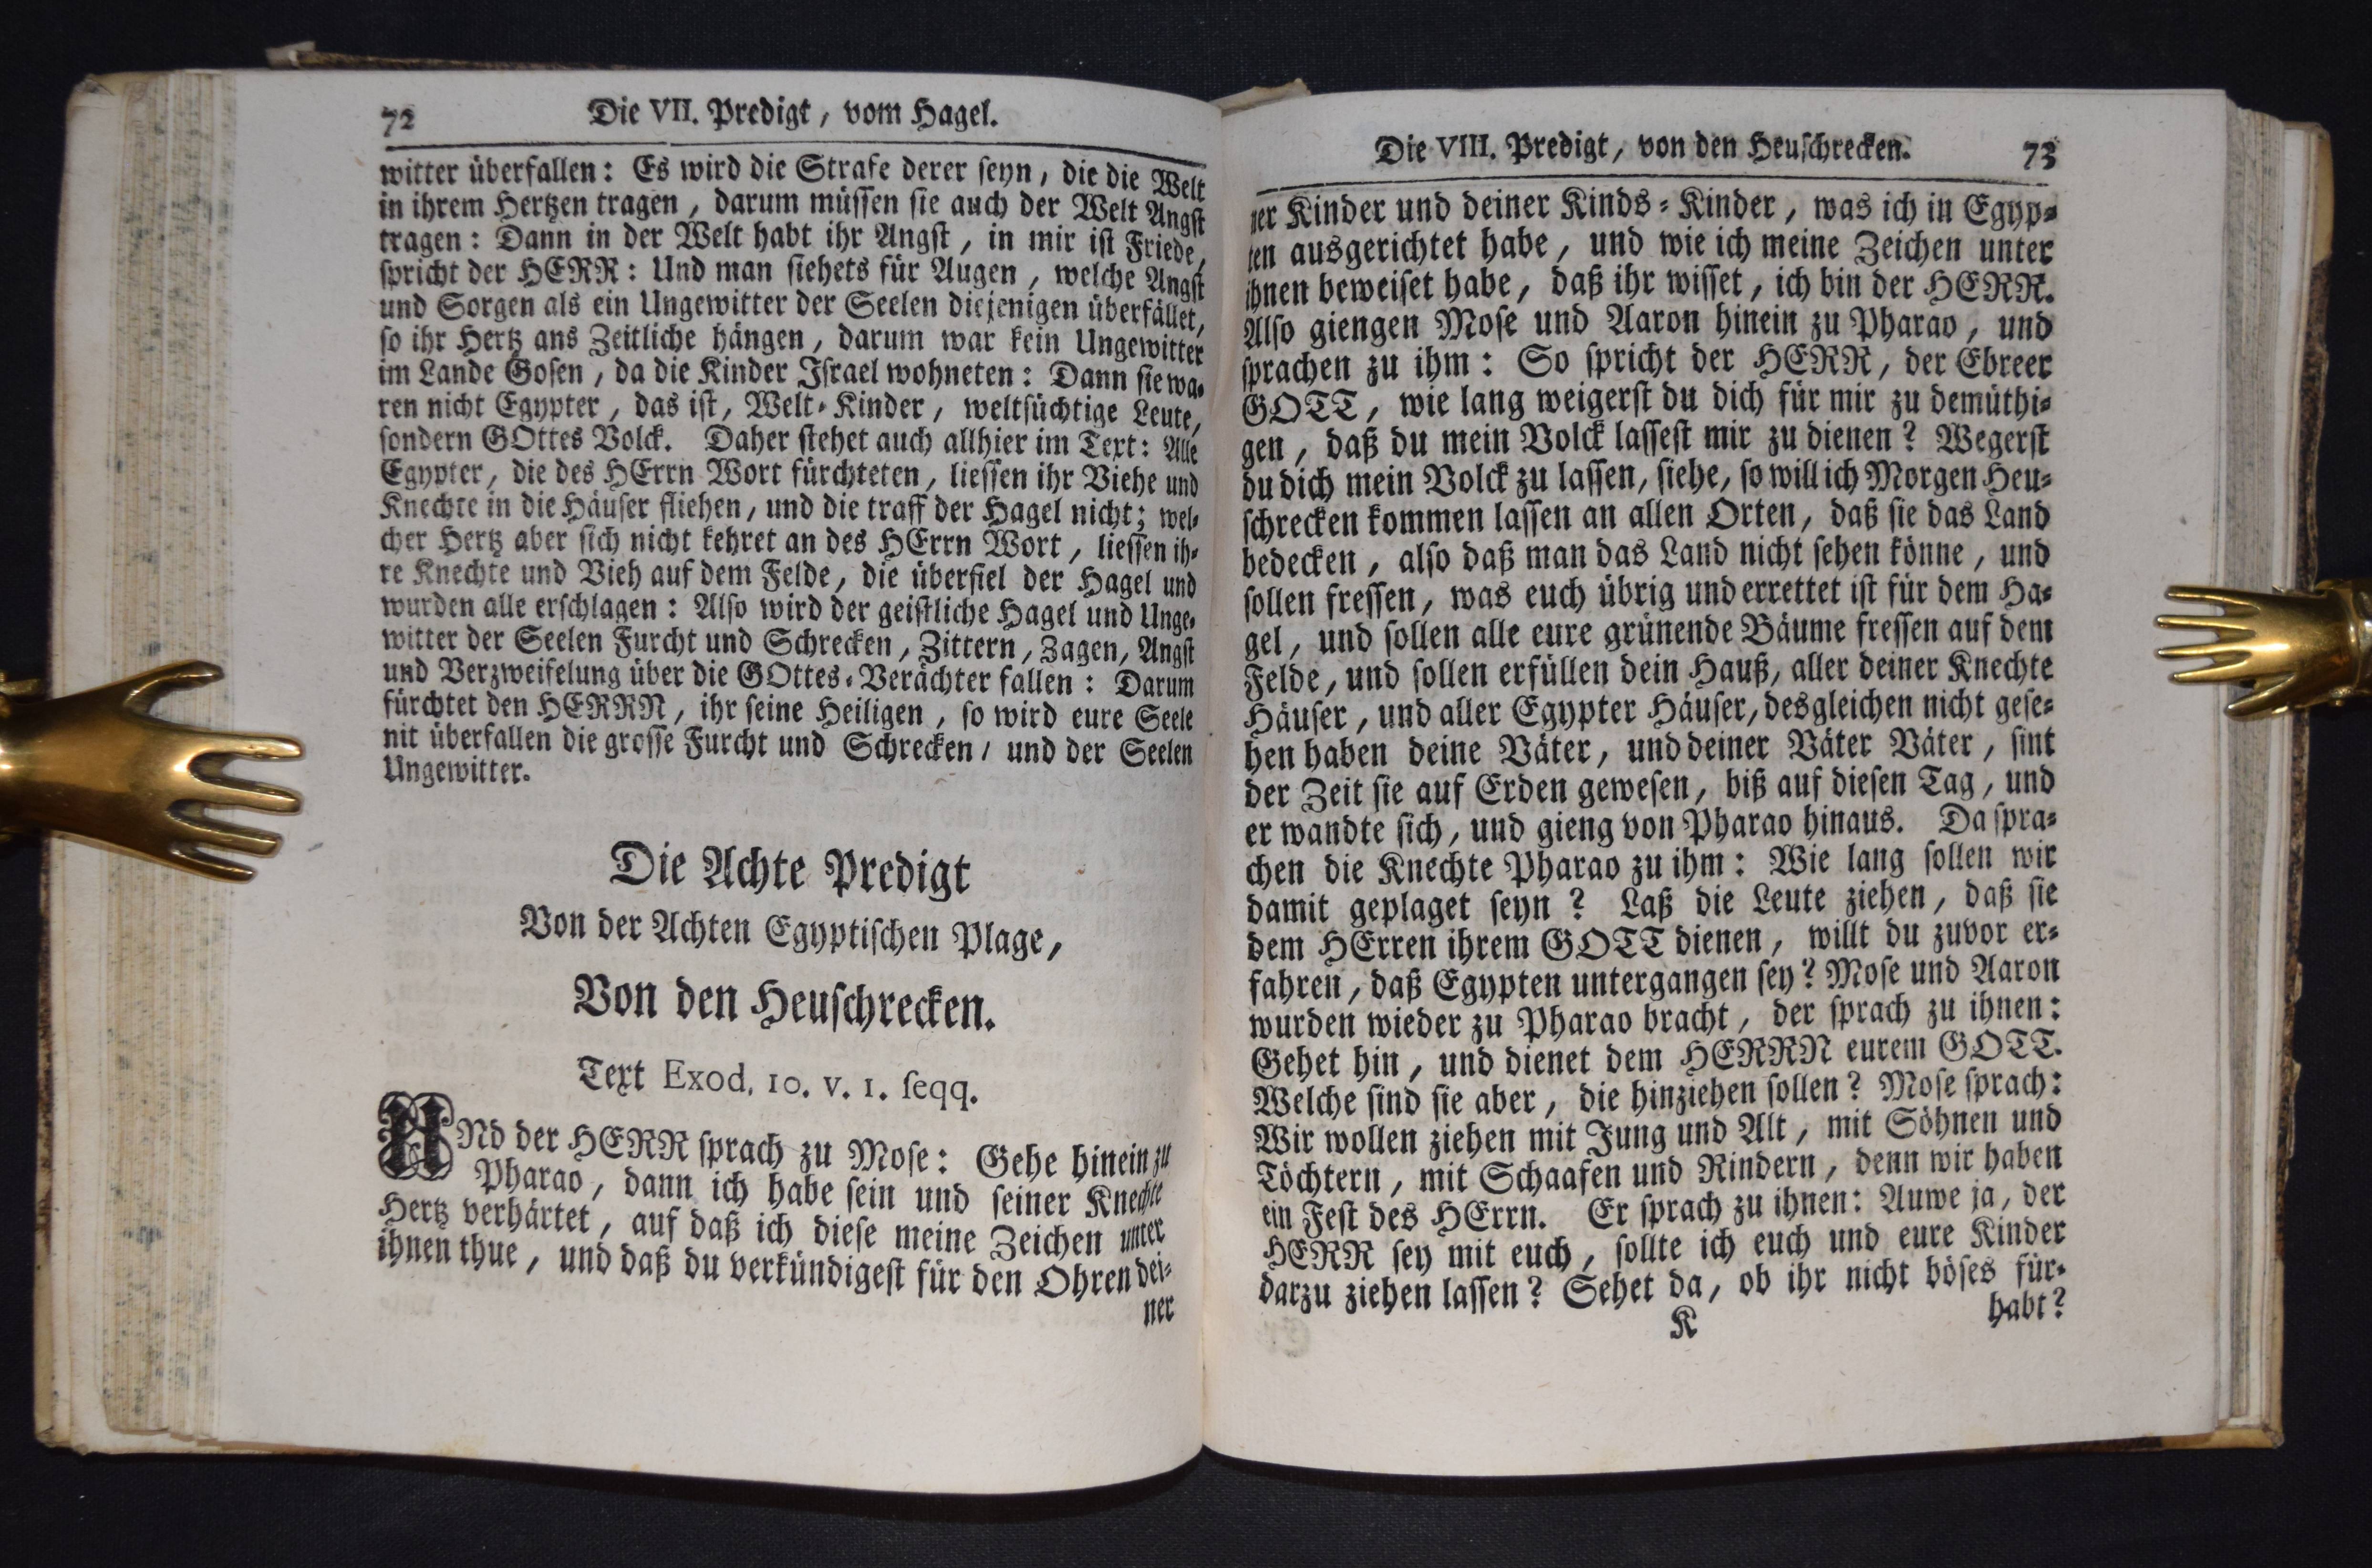 72 Die VII. Predigt, vom Hagel.
witter überfallen: Es wird die Strafe derer ſeyn, die die Welt
in ihrem Hertzen tragen, darum müſſen ſie auch der Welt Angſt
tragen: Dann in der Welt habt ihr Angſt, in mir iſt Friede,
ſpricht der HERR: Und man ſiehets für Augen, welche Angſt
und Sorgen als ein Ungewitter der Seelen diejenigen überfället,
ſo ihr Hertz ans Zeitliche hängen, darum war kein Ungewitter
im Lande Goſen, da die Kinder Iſrael wohneten: Dann ſie wa-
ren nicht Egypter, das iſt, Welt-Kinder, weltſüchtige Leute,
ſondern GOttes Volck. Daher ſtehet auch allhier im Text: Alle
Egypter, die des HErrn Wort fürchteten, lieſſen ihr Viehe und
Knechte in die Häuſer fliehen, und die traff der Hagel nicht; wel-
cher Hertz aber ſich nicht kehret an des HErrn Wort, lieſſen ih-
re Knechte und Vieh auf dem Felde, die überfiel der Hagel und
wurden alle erſchlagen: Alſo wird der geiſtliche Hagel und Unge-
witter der Seelen Furcht und Schrecken, Zittern, Zagen, Angſt
und Verzweifelung über die GOttes-Verächter fallen: Darum
fürchtet den HERRN, ihr ſeine Heiligen, ſo wird eure Seele
nit überfallen die groſſe Furcht und Schrecken, und der Seelen
Ungewitter.
Die Achte Predigt
Von der Achten Egyptiſchen Plage,
Von den Heuſchrecken.
Text Exod. 10. v. 1. ſeqq.
UNd der HERR ſprach zu Moſe: Gehe hinein zu
Pharao, dann ich habe ſein und ſeiner Knechte
Hertz verhärtet, auf daß ich dieſe meine Zeichen unter
ihnen thue, und daß du verkündigeſt für den Ohren dei-
ner
Die VIII. Predigt, von den Heuſchrecken. 73
ner Kinder und deiner Kinds-Kinder, was ich in Egyp-
ten ausgerichtet habe, und wie ich meine Zeichen unter
ihnen beweiſet habe, daß ihr wiſſet, ich bin der HERR.
Alſo giengen Moſe und Aaron hinein zu Pharao, und
ſprachen zu ihm: So ſpricht der HERR, der Ebreer
GOTT, wie lang weigerſt du dich für mir zu demüthi-
gen, daß du mein Volck laſſeſt mir zu dienen? Wegerſt
du dich mein Volck zu laſſen, ſiehe, ſo will ich Morgen Heu-
ſchrecken kommen laſſen an allen Orten, daß ſie das Land
bedecken, alſo daß man das Land nicht ſehen könne, und
ſollen freſſen, was euch übrig und errettet iſt für dem Ha-
gel, und ſollen alle eure grünende Bäume freſſen auf dem
Felde, und ſollen erfüllen dein Hauß, aller deiner Knechte
Häuſer, und aller Egypter Häuſer, desgleichen nicht geſe-
hen haben deine Väter, und deiner Väter Väter, ſint
der Zeit ſie auf Erden geweſen, biß auf dieſen Tag, und
er wandte ſich, und gieng von Pharao hinaus. Da ſpra-
chen die Knechte Pharao zu ihm: Wie lang ſollen wir
damit geplaget ſeyn? Laß die Leute ziehen, daß ſie
dem HErren ihrem GOTT dienen, willt du zuvor er-
fahren, daß Egypten untergangen ſey? Moſe und Aaron
wurden wieder zu Pharao bracht, der ſprach zu ihnen:
Gehet hin, und dienet dem HERRN eurem GOTT.
Welche ſind ſie aber, die hinziehen ſollen? Moſe ſprach:
Wir wollen ziehen mit Jung und Alt, mit Söhnen und
Töchtern, mit Schaafen und Rindern, denn wir haben
ein Feſt des HErrn. Er ſprach zu ihnen: Auwe ja, der
HERR ſey mit euch, ſollte ich euch und eure Kinder
darzu ziehen laſſen? Sehet da, ob ihr nicht böſes für-
K habt?